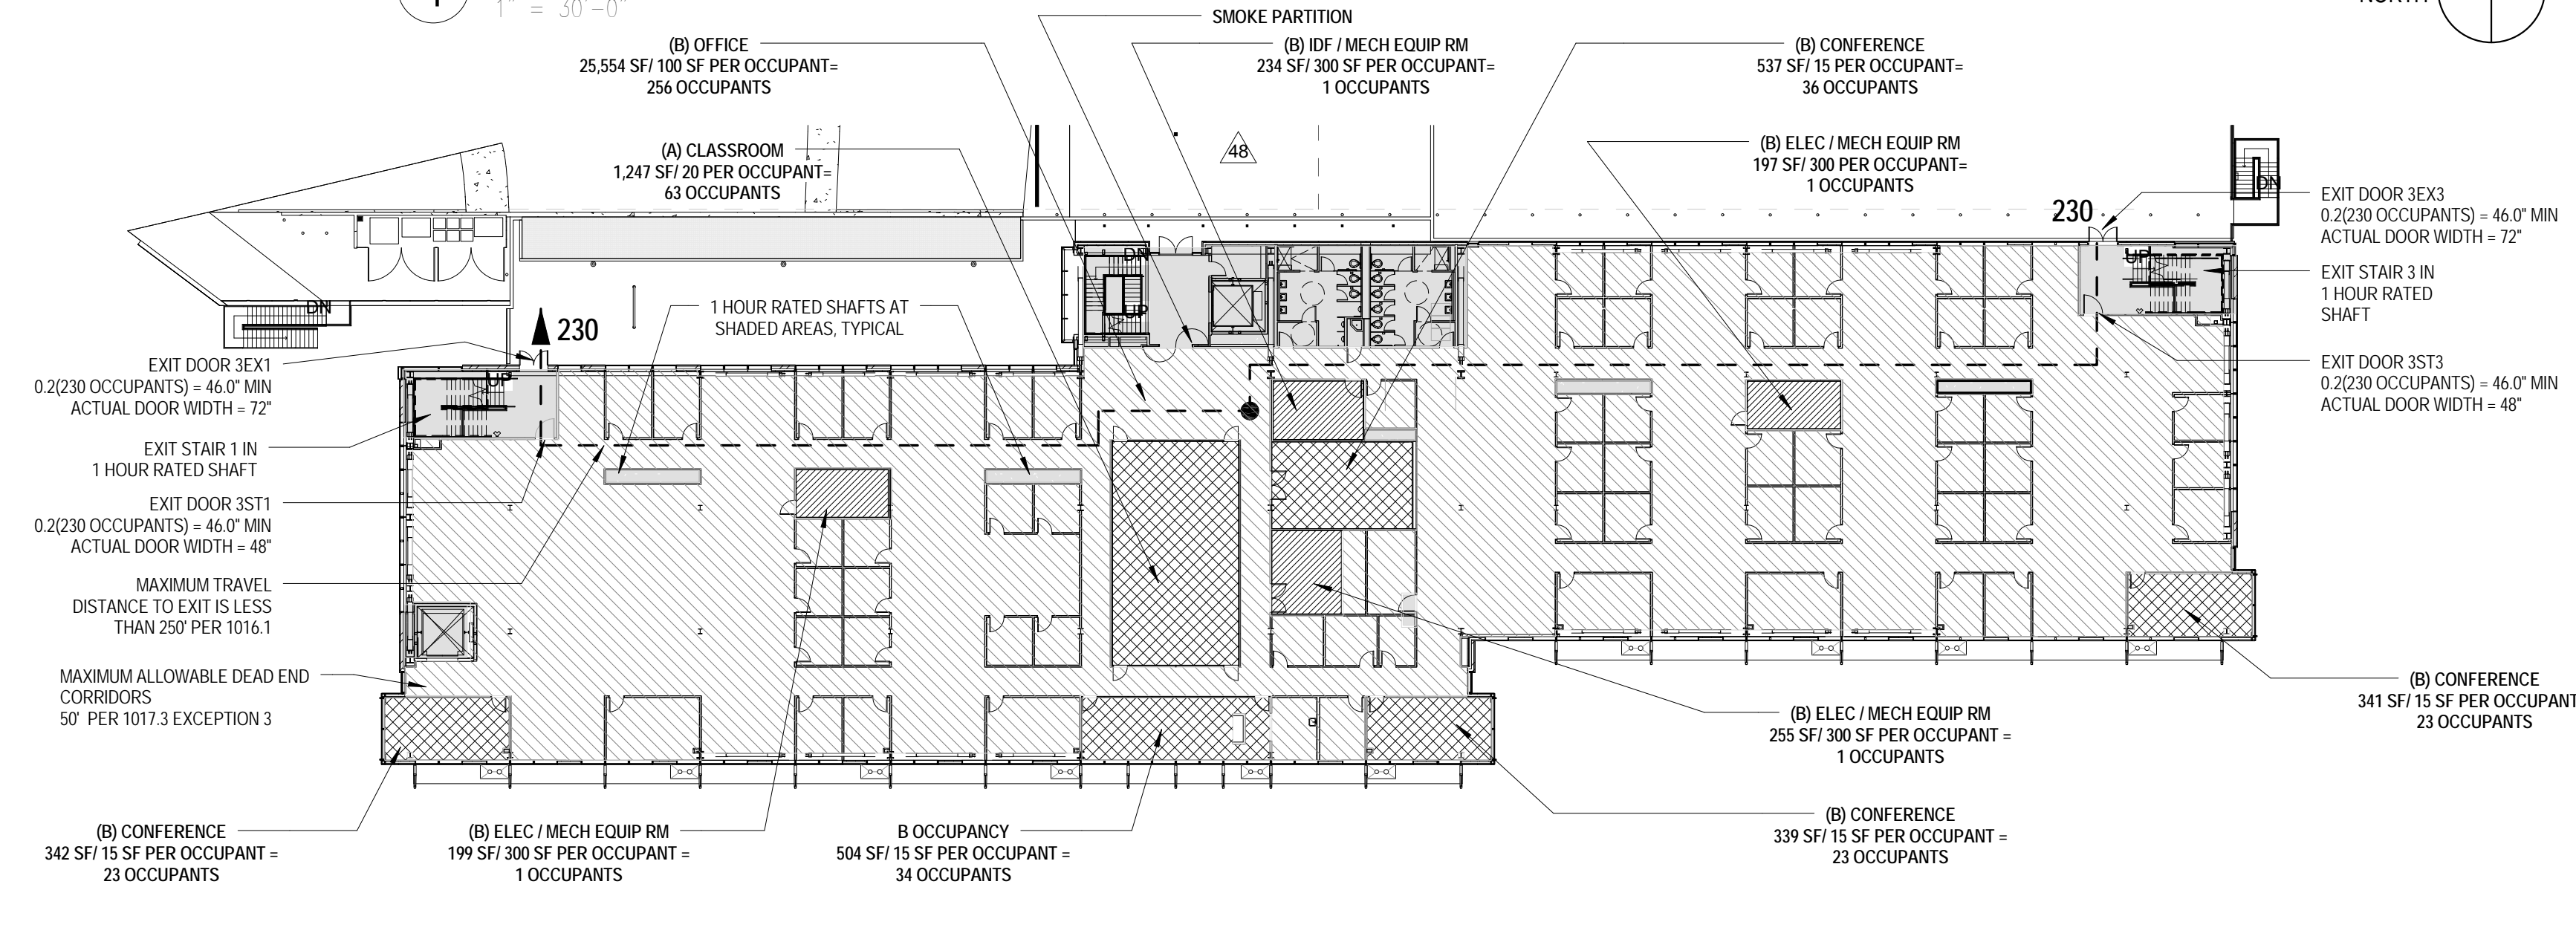 1" = 30'-0"
NORTH
SMOKE PARTITION
(B) OFFICE
25,554 SF/ 100 SF PER OCCUPANT=
256 OCCUPANTS
(B) IDF / MECH EQUIP RM
234 SF/ 300 SF PER OCCUPANT=
1 OCCUPANTS
(B) CONFERENCE
537 SF/ 15 PER OCCUPANT=
36 OCCUPANTS
(A) CLASSROOM
1,247 SF/ 20 PER OCCUPANT=
63 OCCUPANTS
48
(B) ELEC / MECH EQUIP RM
197 SF/ 300 PER OCCUPANT=
1 OCCUPANTS
DN
230
EXIT DOOR 3EX3
0.2(230 OCCUPANTS) = 46.0" MIN
ACTUAL DOOR WIDTH = 72"
EXIT STAIR 3 IN
1 HOUR RATED
SHAFT
UP
EXIT DOOR 3ST3
0.2(230 OCCUPANTS) = 46.0" MIN
ACTUAL DOOR WIDTH = 48"
DN
UP
DN
1 HOUR RATED SHAFTS AT
SHADED AREAS, TYPICAL
230
UP
EXIT DOOR 3EX1
0.2(230 OCCUPANTS) = 46.0" MIN
ACTUAL DOOR WIDTH = 72"
EXIT STAIR 1 IN
1 HOUR RATED SHAFT
EXIT DOOR 3ST1
0.2(230 OCCUPANTS) = 46.0" MIN
ACTUAL DOOR WIDTH = 48"
MAXIMUM TRAVEL
DISTANCE TO EXIT IS LESS
THAN 250' PER 1016.1
MAXIMUM ALLOWABLE DEAD END
CORRIDORS
50' PER 1017.3 EXCEPTION 3
(B) CONFERENCE
341 SF/ 15 SF PER OCCUPANT
23 OCCUPANTS
(B) ELEC / MECH EQUIP RM
255 SF/ 300 SF PER OCCUPANT =
1 OCCUPANTS
(B) CONFERENCE
339 SF/ 15 SF PER OCCUPANT =
23 OCCUPANTS
(B) CONFERENCE
342 SF/ 15 SF PER OCCUPANT =
23 OCCUPANTS
(B) ELEC / MECH EQUIP RM
199 SF/ 300 SF PER OCCUPANT =
1 OCCUPANTS
B OCCUPANCY
504 SF/ 15 SF PER OCCUPANT =
34 OCCUPANTS